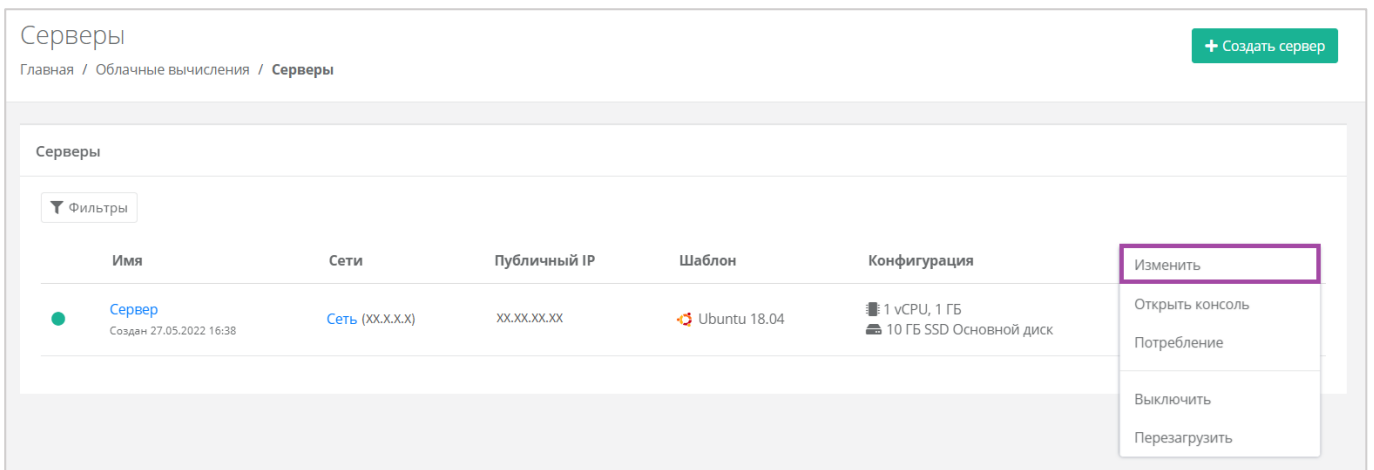 Серверы
+ Создать сервер
Главная / Облачные вычисления / Серверы
Серверы
Фильтры
Имя Сети Публичный IP Шаблон Конфигурация
Сервер Сеть (XX.X.X.X) XX.XX.XX.XX Ubuntu 18.04 1 vCPU, 1 ГБ
Создан 27.05.2022 16:38 10 ГБ SSD Основной диск
Изменить
Открыть консоль
Потребление
Выключить
Перезагрузить